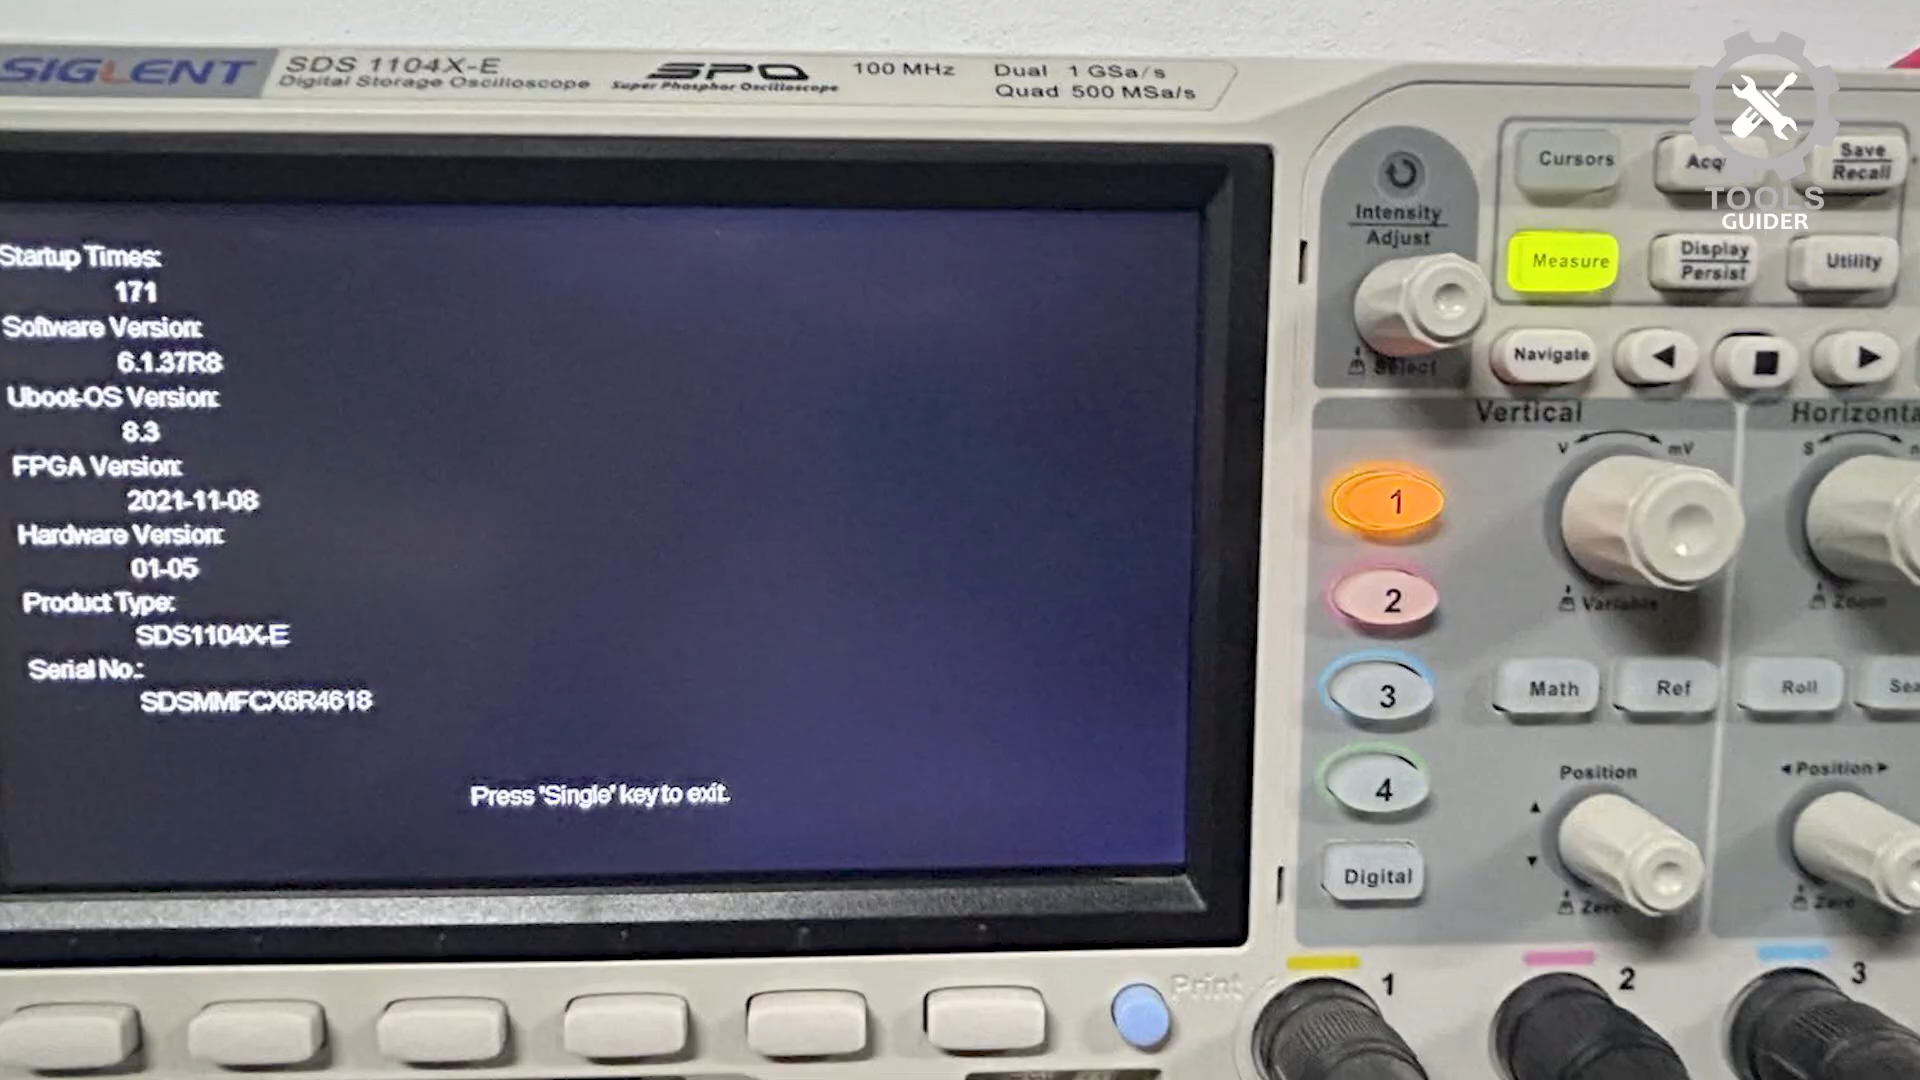 SIGLENT
SDS 1104X-E
Digital Storage Oscilloscope
SPO
Super Phosphor Oscilloscope
100 MHz
Dual 1 GSa/s
Quad 500 MSa/s
Startup Times:
171
Software Version:
6.1.37R8
Uboot-OS Version:
8.3
FPGA Version:
2021-11-08
Hardware Version:
01-05
Product Type:
SDS1104X-E
Serial No.:
SDSMMFCX6R4618
Press 'Single' key to exit.
Print
Intensity
Adjust
Select
Cursors
Acq
Save
Recall
TOOLS
GUIDER
Measure
Display
Persist
Utility
Navigate
Vertical
Horizonta
V
mV
S
1
2
3
4
Variable
Zoom
Math
Ref
Roll
Sea
Position
Position
Digital
Zero
Zero
1
2
3